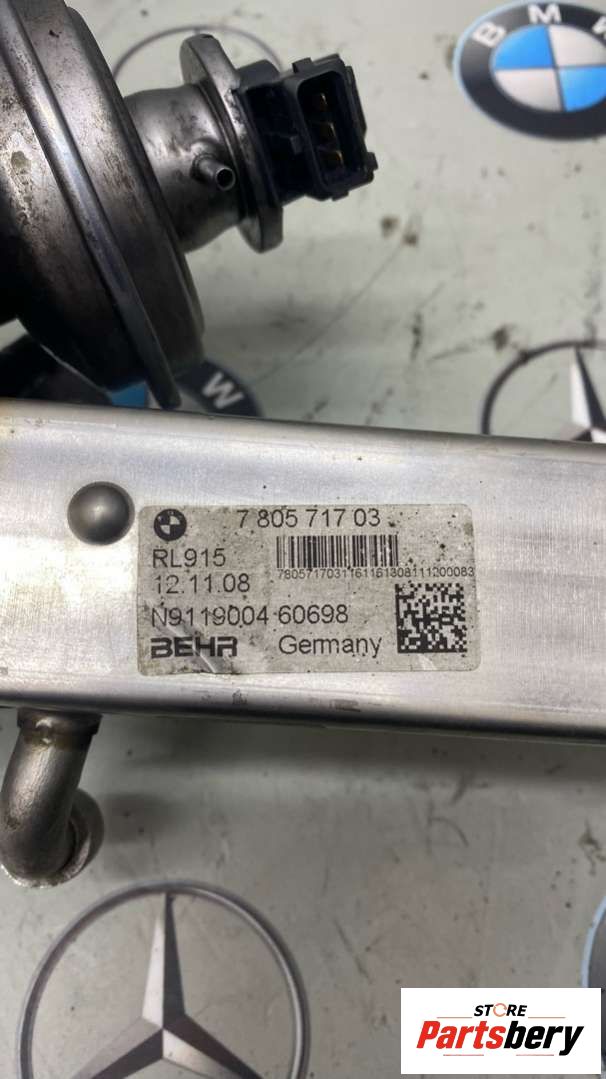 BMW
W
7 805 717 03
RL915
7805717031161161308111200083
12.11.08
N9119004 60698
BEHR Germany
STORE
Partsbery